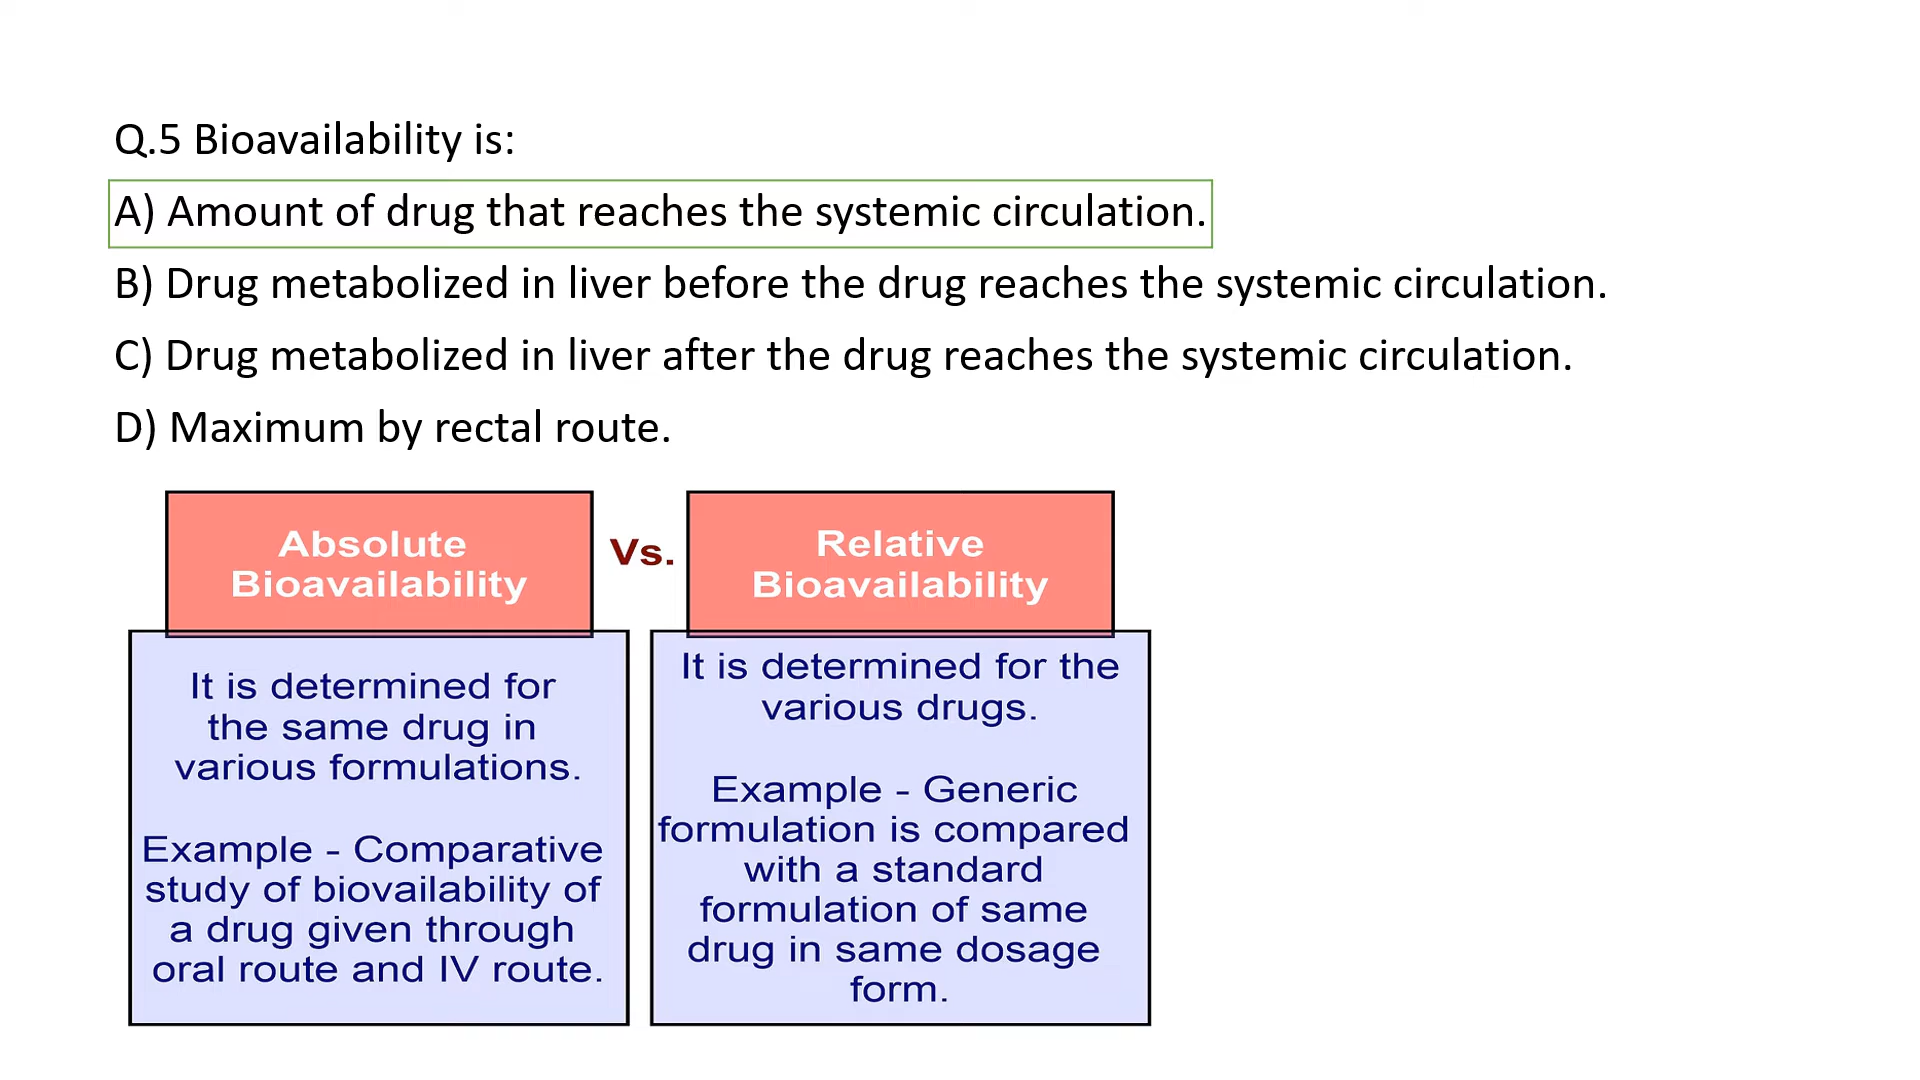 Q.5 Bioavailability is:
A) Amount of drug that reaches the systemic circulation.
B) Drug metabolized in liver before the drug reaches the systemic circulation.
C) Drug metabolized in liver after the drug reaches the systemic circulation.
D) Maximum by rectal route.
Absolute
Bioavailability
Vs.
Relative
Bioavailability
It is determined for
the same drug in
various formulations.
Example - Comparative
study of biovailability of
a drug given through
oral route and IV route.
It is determined for the
various drugs.
Example - Generic
formulation is compared
with a standard
formulation of same
drug in same dosage
form.